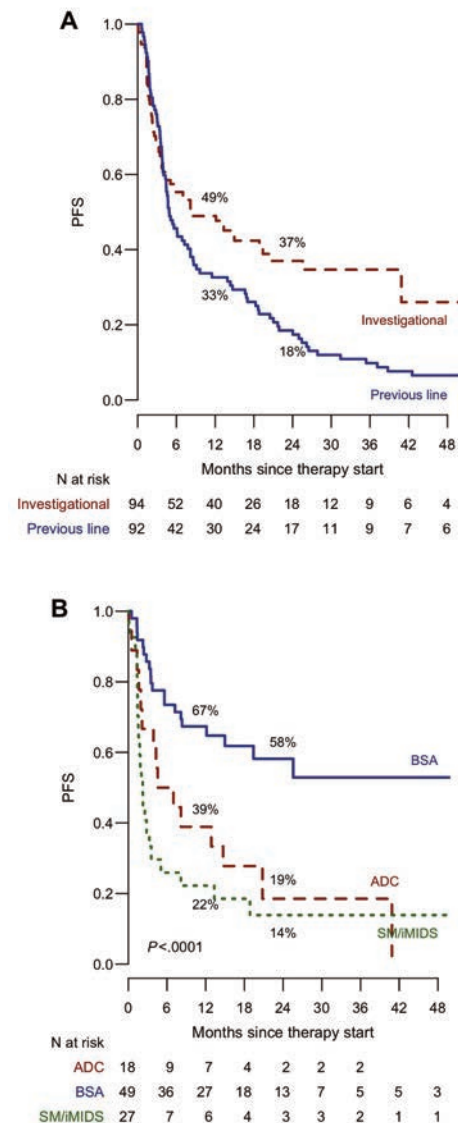 A
1.0
0.8
0.6
0.4
0.2
0.0
PFS
49%
37%
33%
18%
Investigational
Previous line
0 6 12 18 24 30 36 42 48
Months since therapy start
N at risk
Investigational 94 52 40 26 18 12 9 6 4
Previous line 92 42 30 24 17 11 9 7 6
B
1.0
0.8
0.6
0.4
0.2
0.0
PFS
67%
58%
BSA
39%
19%
ADC
22%
14%
SM/iMIDS
P<.0001
0 6 12 18 24 30 36 42 48
Months since therapy start
N at risk
ADC 18 9 7 4 2 2 2
BSA 49 36 27 18 13 7 5 5 3
SM/iMIDS 27 7 6 4 3 3 2 1 1